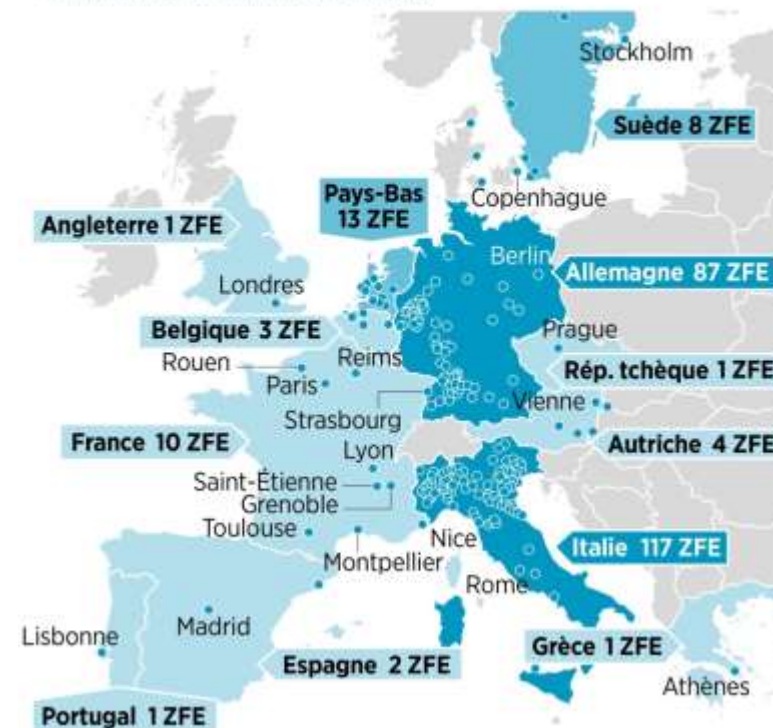 Stockholm
Suède 8 ZFE
Copenhague
Pays-Bas
13 ZFE
Angleterre 1 ZFE
Berlin
Allemagne 87 ZFE
Londres
Belgique 3 ZFE
Prague
Rouen
Reims
Rép. tchèque 1 ZFE
Paris
Vienne
Strasbourg
France 10 ZFE
Autriche 4 ZFE
Lyon
Saint-Étienne
Grenoble
Toulouse
Nice
Montpellier
Italie 117 ZFE
Rome
Madrid
Lisbonne
Grèce 1 ZFE
Espagne 2 ZFE
Athènes
Portugal 1 ZFE